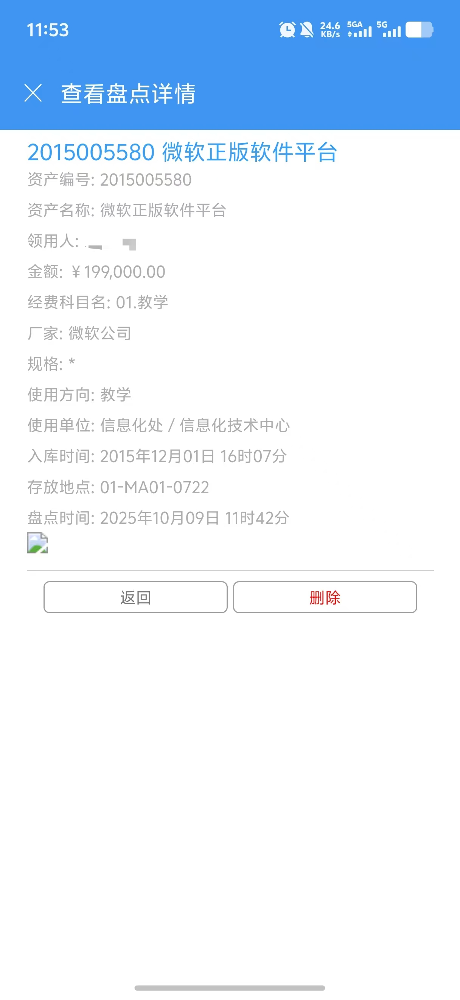 11:53
24.6 KB/s 5GA 5G
查看盘点详情
2015005580 微软正版软件平台
资产编号: 2015005580
资产名称: 微软正版软件平台
领用人:
金额: ￥199,000.00
经费科目名: 01.教学
厂家: 微软公司
规格: *
使用方向: 教学
使用单位: 信息化处 / 信息化技术中心
入库时间: 2015年12月01日 16时07分
存放地点: 01-MA01-0722
盘点时间: 2025年10月09日 11时42分
返回 删除